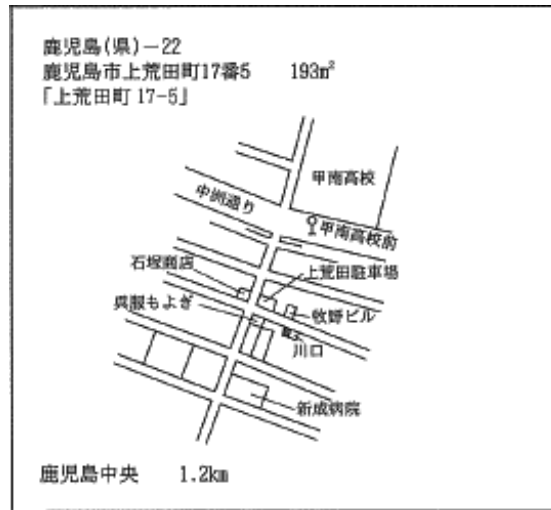 鹿児島(県)−22
鹿児島市上荒田町17番5　193㎡
「上荒田町 17-5」
甲南高校
中洲通り
甲南高校前
石塚商店
上荒田駐車場
呉服もよぎ
牧野ビル
川口
新成病院
鹿児島中央　1.2km